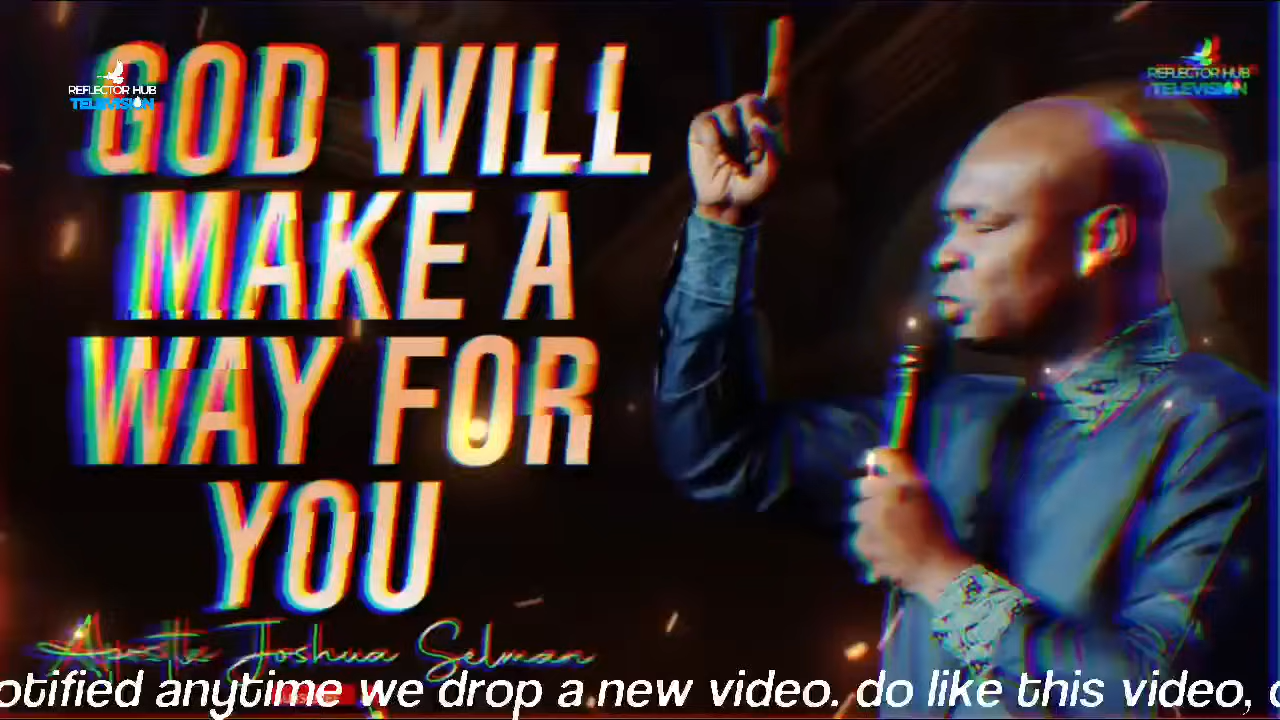 GOD WILL
MAKE A
WAY FOR
YOU
Apostle Joshua Selman
REFLECTOR HUB
TELEVISION
REFLECTOR HUB
TELEVISION
otified anytime we drop a new video. do like this video,